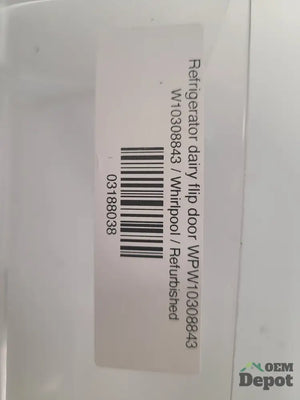 Refrigerator dairy flip door WPW10308843
W10308843 / Whirlpool / Refurbished
03188038
OEM
Depot